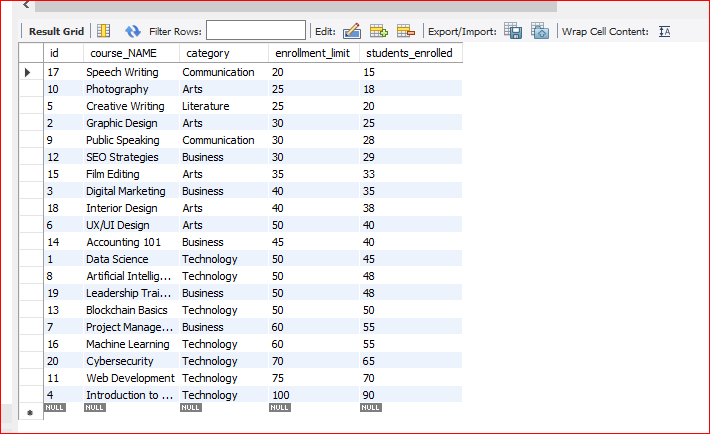 Result Grid Filter Rows: Edit: Export/Import: Wrap Cell Content: IA
id course_NAME category enrollment_limit students_enrolled
17 Speech Writing Communication 20 15
10 Photography Arts 25 18
5 Creative Writing Literature 25 20
2 Graphic Design Arts 30 25
9 Public Speaking Communication 30 28
12 SEO Strategies Business 30 29
15 Film Editing Arts 35 33
3 Digital Marketing Business 40 35
18 Interior Design Arts 40 38
6 UX/UI Design Arts 50 40
14 Accounting 101 Business 45 40
1 Data Science Technology 50 45
8 Artificial Intellig... Technology 50 48
19 Leadership Trai... Business 50 48
13 Blockchain Basics Technology 50 50
7 Project Manage... Business 60 55
16 Machine Learning Technology 60 55
20 Cybersecurity Technology 70 65
11 Web Development Technology 75 70
4 Introduction to ... Technology 100 90
NULL NULL NULL NULL NULL